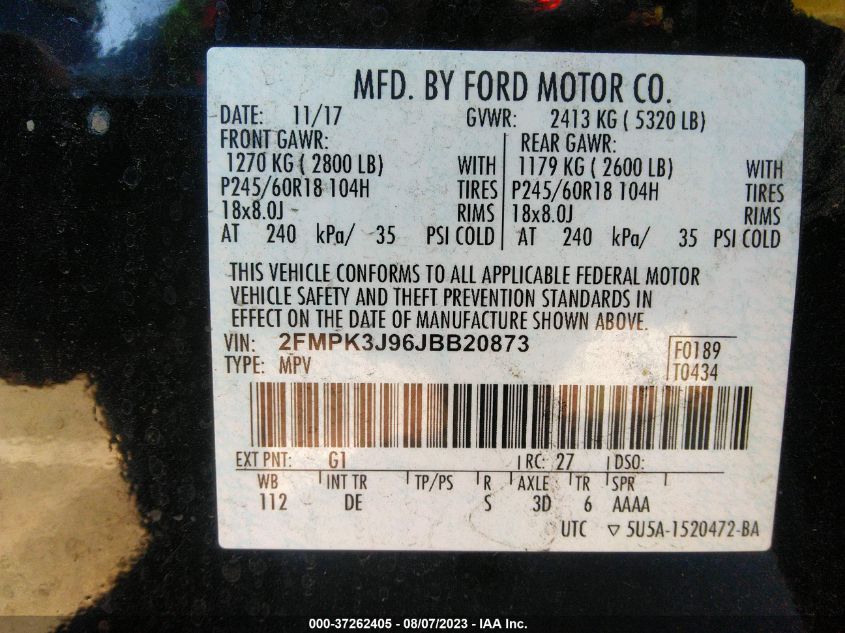 MFD. BY FORD MOTOR CO.
DATE: 11/17 GVWR: 2413 KG ( 5320 LB)
FRONT GAWR: REAR GAWR:
1270 KG ( 2800 LB) WITH 1179 KG ( 2600 LB) WITH
P245/60R18 104H TIRES P245/60R18 104H TIRES
18x8.0J RIMS 18x8.0J RIMS
AT 240 kPa/ 35 PSI COLD AT 240 kPa/ 35 PSI COLD
THIS VEHICLE CONFORMS TO ALL APPLICABLE FEDERAL MOTOR
VEHICLE SAFETY AND THEFT PREVENTION STANDARDS IN
EFFECT ON THE DATE OF MANUFACTURE SHOWN ABOVE.
VIN: 2FMPK3J96JBB20873 F0189
TYPE: MPV T0434
EXT PNT: G1 RC: 27 DSO:
WB INT TR TP/PS R AXLE TR SPR
112 DE S 3D 6 AAAA
UTC ▽ 5U5A-1520472-BA
000-37262405 - 08/07/2023 - IAA Inc.